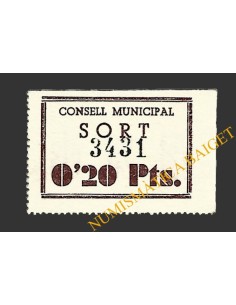 CONSELL MUNICIPAL
SORT
3431
0'20 Pts.
NUMISMÀTICA BAIGET